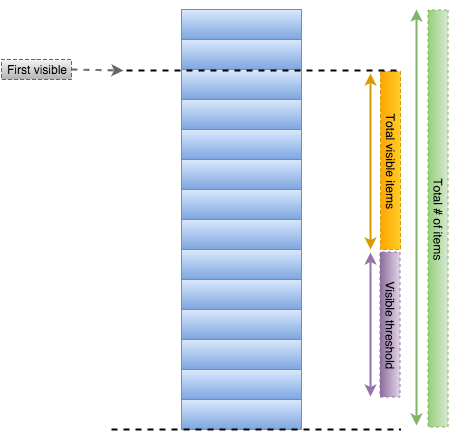 First visible
Total visible items
Visible threshold
Total # of items